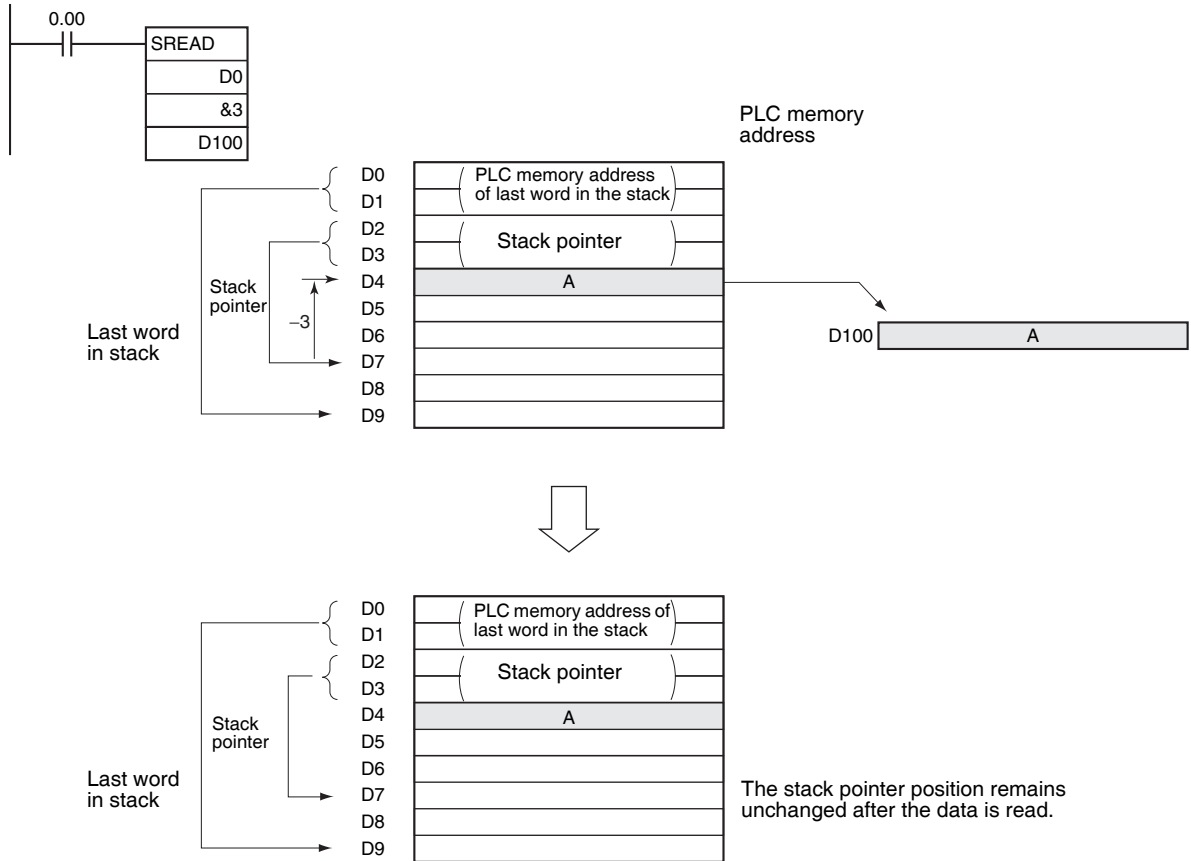 0.00
SREAD
D0
&3
D100
PLC memory
address
D0
D1
D2
D3
D4
D5
D6
D7
D8
D9
(PLC memory address
of last word in the stack)
(Stack pointer)
A
Stack
pointer
−3
Last word
in stack
D100
A
D0
D1
D2
D3
D4
D5
D6
D7
D8
D9
(PLC memory address of
last word in the stack)
(Stack pointer)
A
Stack
pointer
Last word
in stack
The stack pointer position remains
unchanged after the data is read.